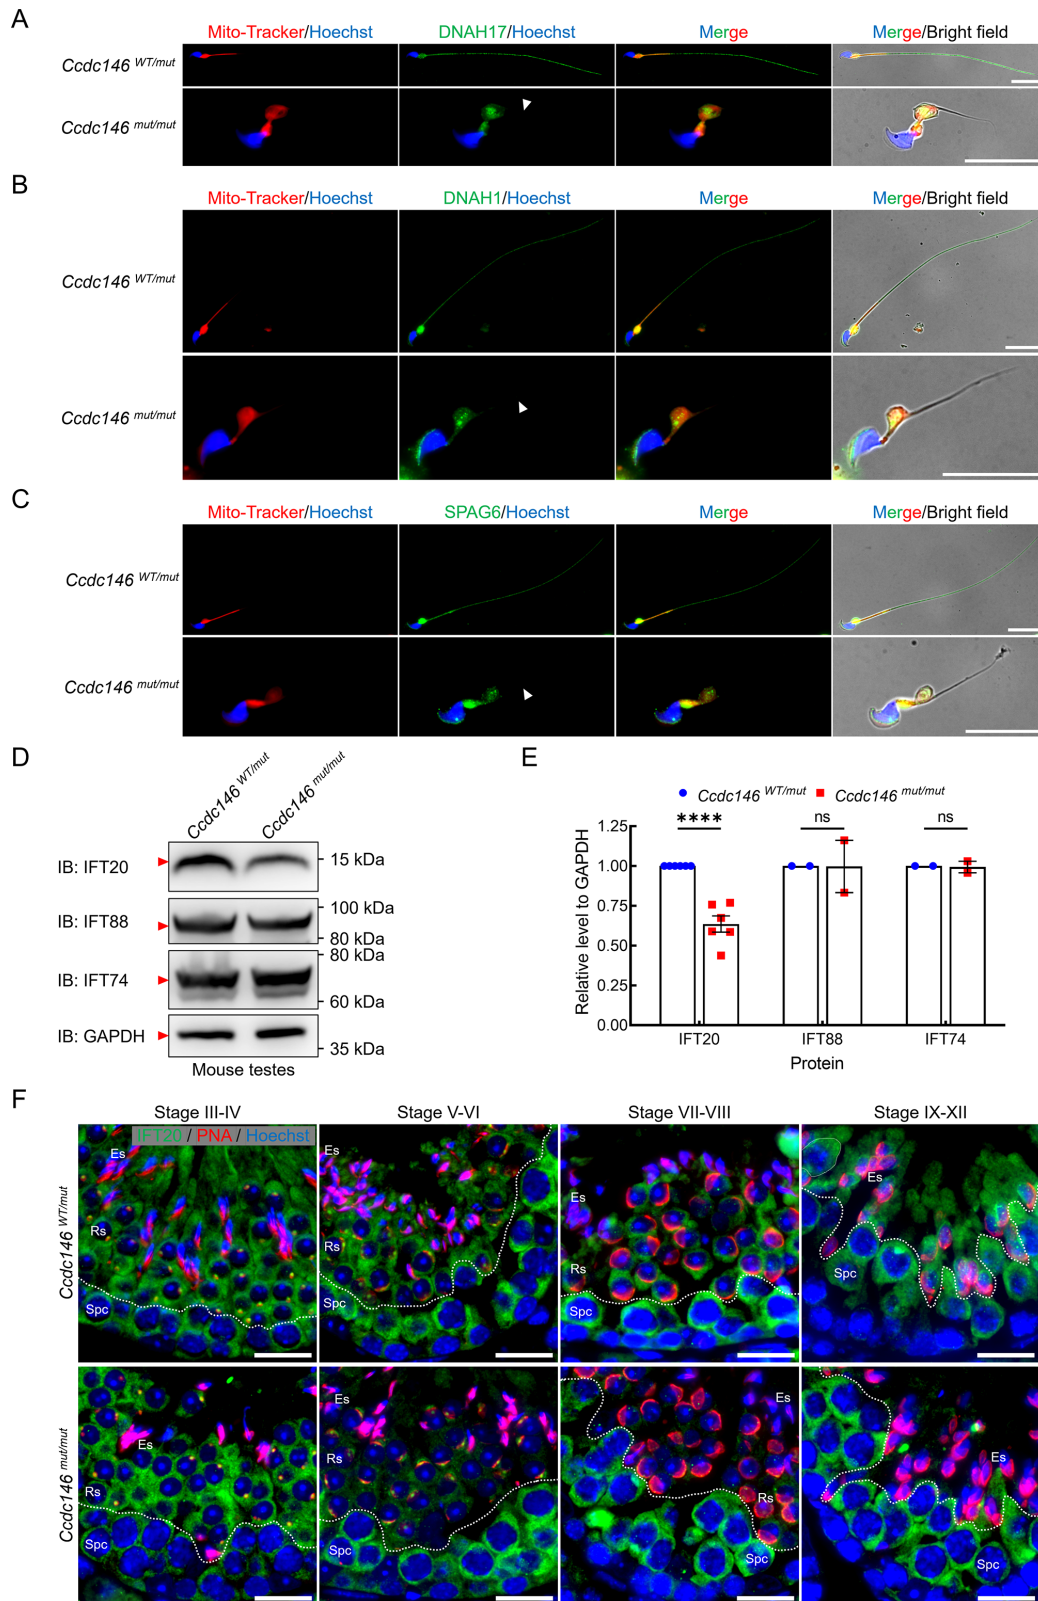 A
Mito-Tracker/Hoechst DNAH17/Hoechst Merge Merge/Bright field
Ccdc146 WT/mut
Ccdc146 mut/mut
B
Mito-Tracker/Hoechst DNAH1/Hoechst Merge Merge/Bright field
Ccdc146 WT/mut
Ccdc146 mut/mut
C
Mito-Tracker/Hoechst SPAG6/Hoechst Merge Merge/Bright field
Ccdc146 WT/mut
Ccdc146 mut/mut
D
Ccdc146 WT/mut Ccdc146 mut/mut
IB: IFT20 15 kDa
100 kDa
IB: IFT88
80 kDa
80 kDa
IB: IFT74
60 kDa
IB: GAPDH
35 kDa
Mouse testes
E
Ccdc146 WT/mut Ccdc146 mut/mut
**** ns ns
Relative level to GAPDH
1.25
1.00
0.75
0.50
0.25
0.00
IFT20 IFT88 IFT74
Protein
F
Stage III-IV Stage V-VI Stage VII-VIII Stage IX-XII
IFT20 / PNA / Hoechst
Ccdc146 WT/mut
Es Es Es Es
Rs Rs Rs
Spc Spc Spc Spc
Ccdc146 mut/mut
Es Es Es Es
Rs Rs Rs
Spc Spc Spc Spc